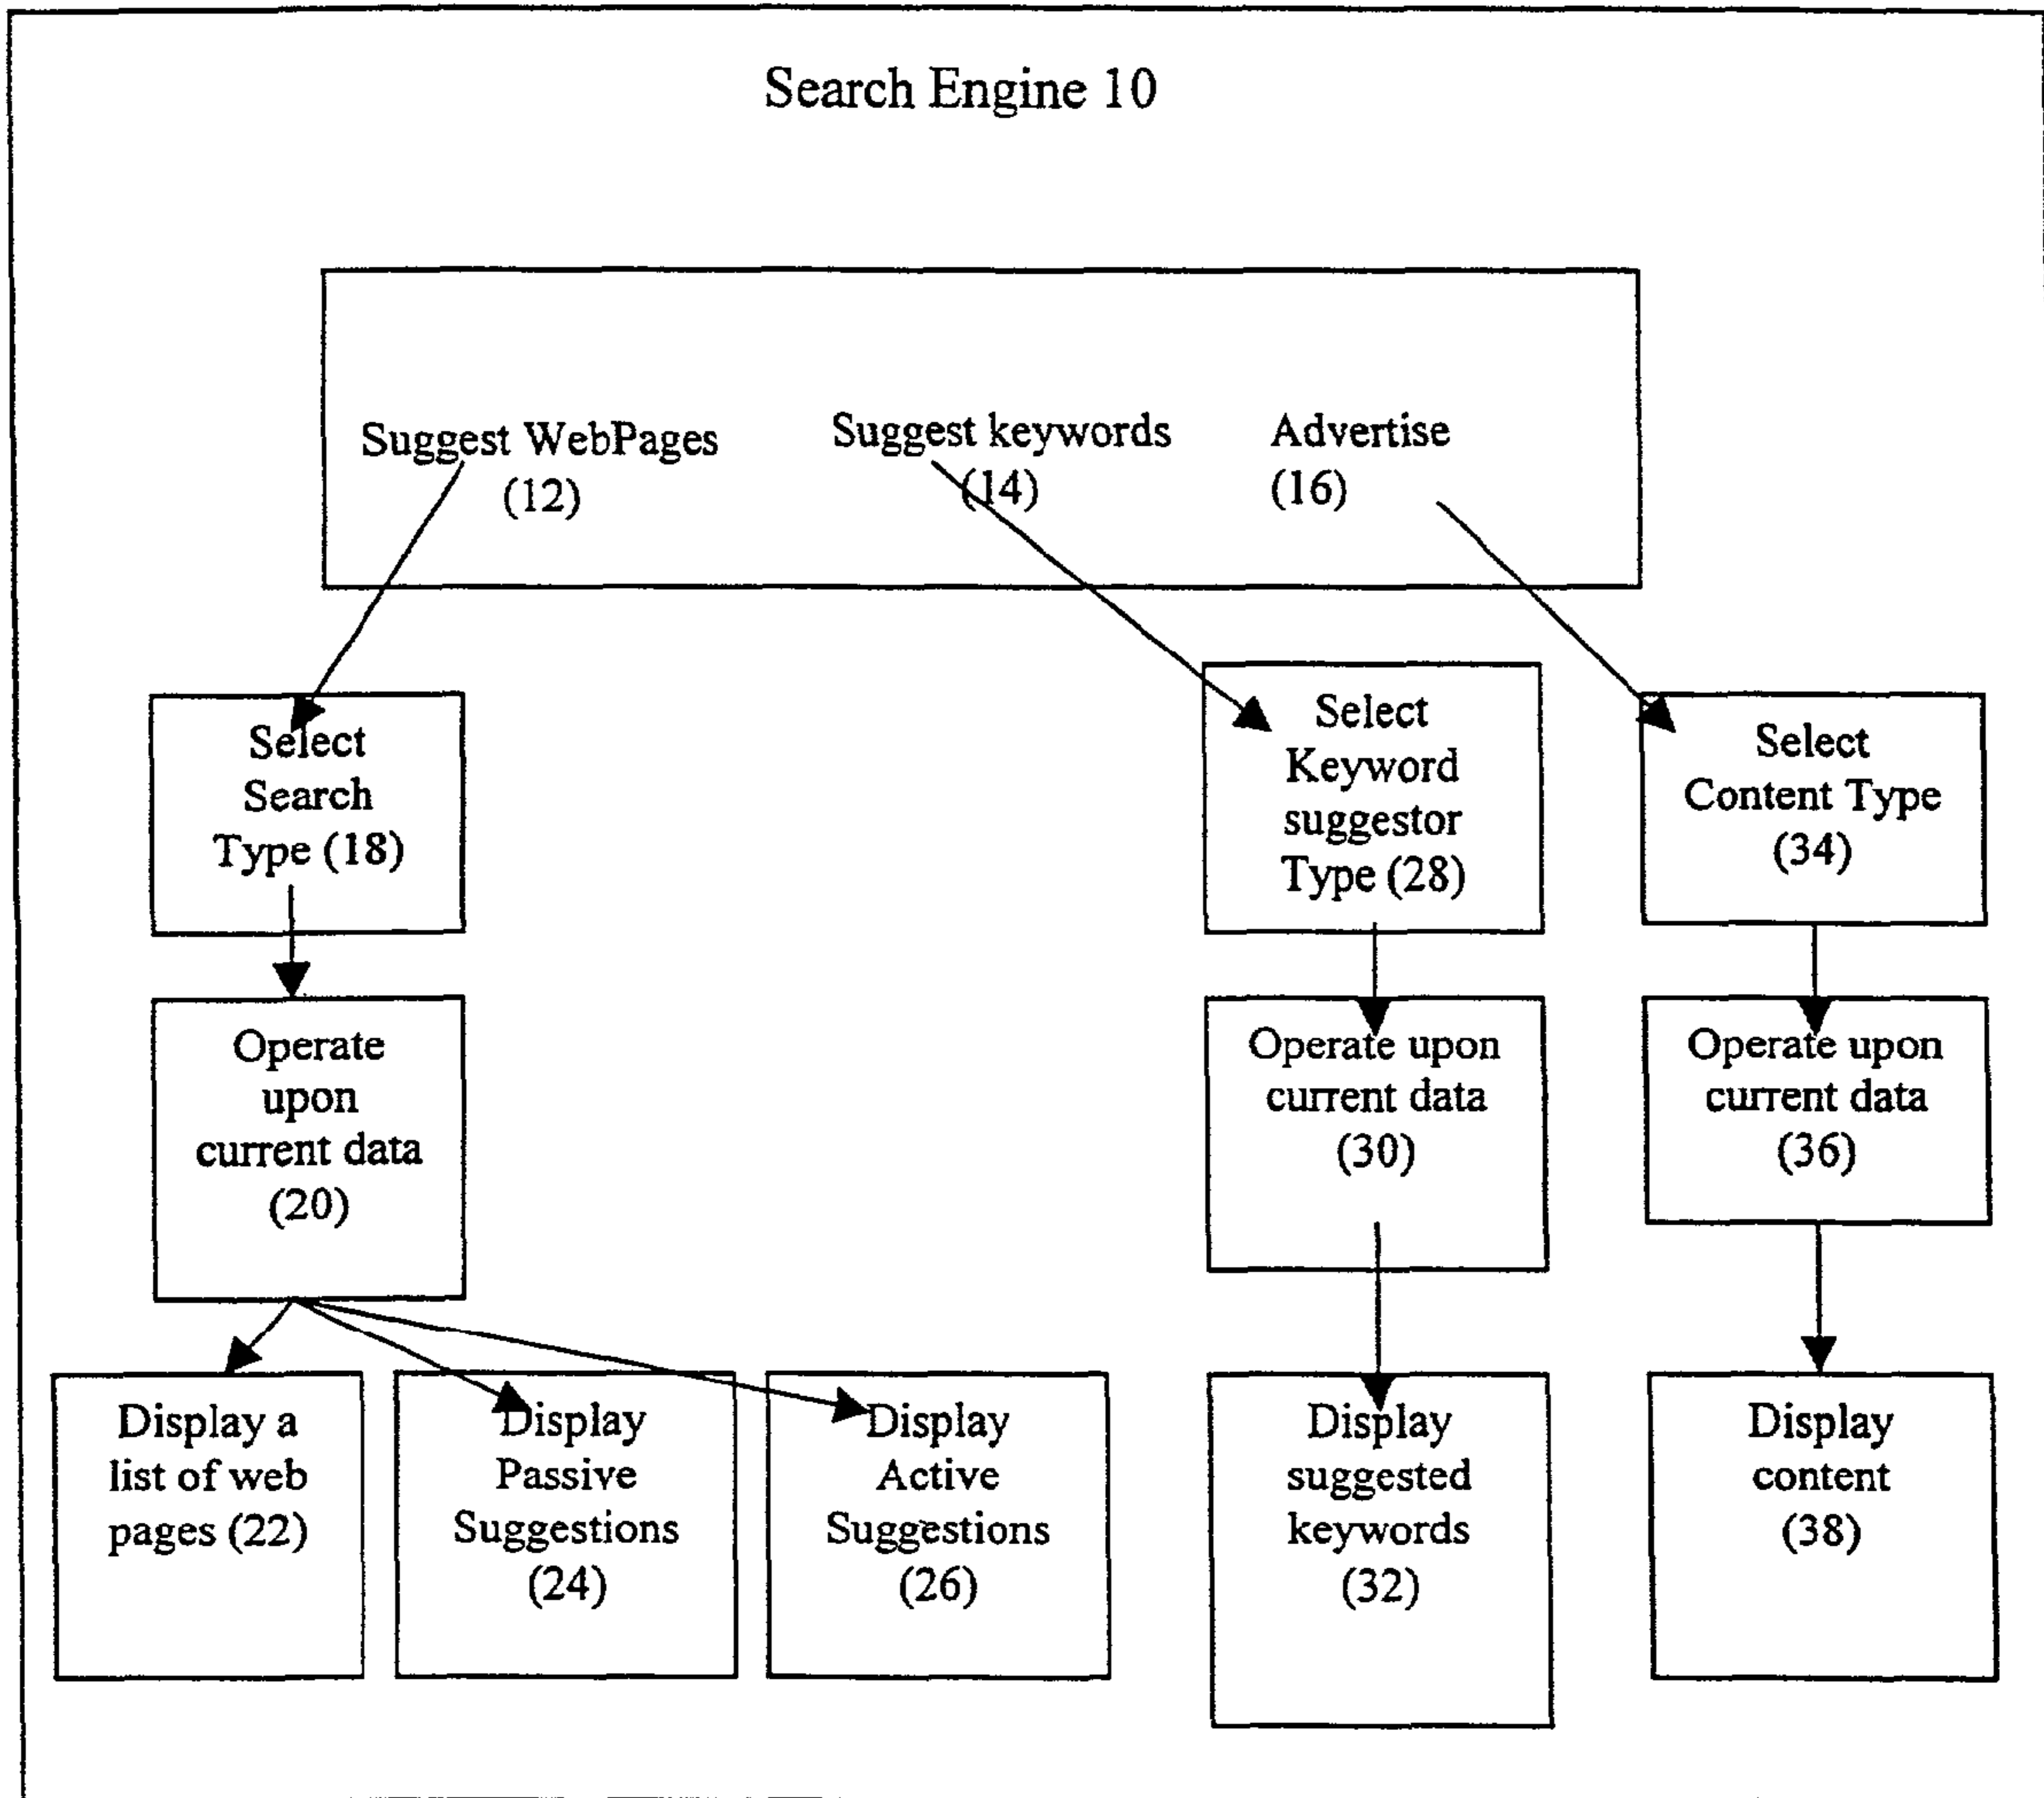 Search Engine 10
Suggest WebPages
(12)
Suggest keywords
(14)
Advertise
(16)
Select
Search
Type (18)
Select
Keyword
suggestor
Type (28)
Select
Content Type
(34)
Operate
upon
current data
(20)
Operate upon
current data
(30)
Operate upon
current data
(36)
Display a
list of web
pages (22)
Display
Passive
Suggestions
(24)
Display
Active
Suggestions
(26)
Display
suggested
keywords
(32)
Display
content
(38)